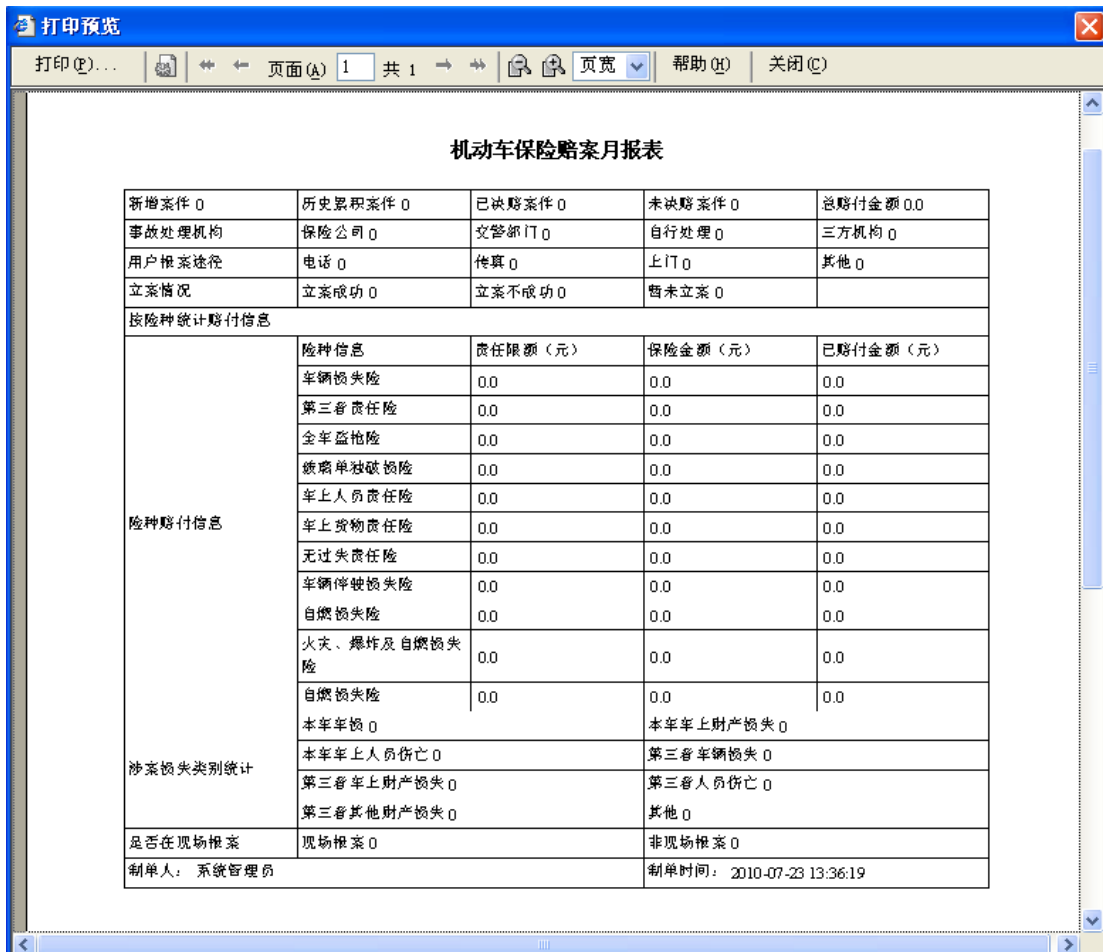 打印预览
打印(P)... 页面(A) 1 共 1 页宽 帮助(H) 关闭(C)
机动车保险赔案月报表
新增案件 0 历史累积案件 0 已决赔案件 0 未决赔案件 0 总赔付金额 0.0
事故处理机构 保险公司 0 交警部门 0 自行处理 0 三方机构 0
用户报案途径 电话 0 传真 0 上门 0 其他 0
立案情况 立案成功 0 立案不成功 0 暂未立案 0
按险种统计赔付信息
险种信息 责任限额（元） 保险金额（元） 已赔付金额（元）
车辆损失险 0.0 0.0 0.0
第三者责任险 0.0 0.0 0.0
全车盗抢险 0.0 0.0 0.0
玻璃单独破损险 0.0 0.0 0.0
车上人员责任险 0.0 0.0 0.0
险种赔付信息 车上货物责任险 0.0 0.0 0.0
无过失责任险 0.0 0.0 0.0
车辆停驶损失险 0.0 0.0 0.0
自燃损失险 0.0 0.0 0.0
火灾、爆炸及自燃损失
险 0.0 0.0 0.0
自燃损失险 0.0 0.0 0.0
本车车损 0 本车车上财产损失 0
本车车上人员伤亡 0 第三者车辆损失 0
涉案损失类别统计
第三者车上财产损失 0 第三者人员伤亡 0
第三者其他财产损失 0 其他 0
是否在现场报案 现场报案 0 非现场报案 0
制单人： 系统管理员 制单时间： 2010-07-23 13:36:19